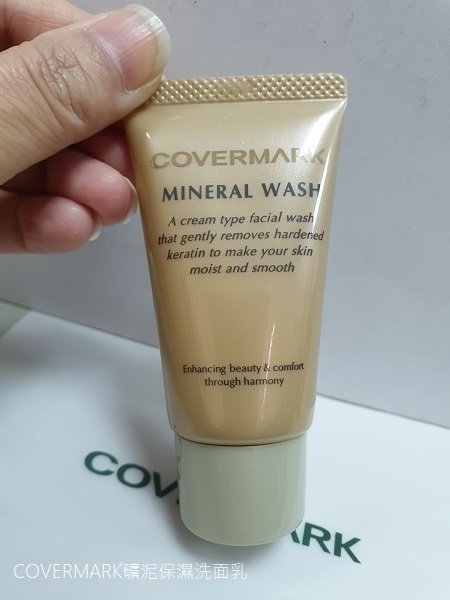 COVERMARK
MINERAL WASH
A cream type facial wash
that gently removes hardened
keratin to make your skin
moist and smooth
Enhancing beauty & comfort
through harmony
COVERMARK
COVERMARK礦泥保濕洗面乳